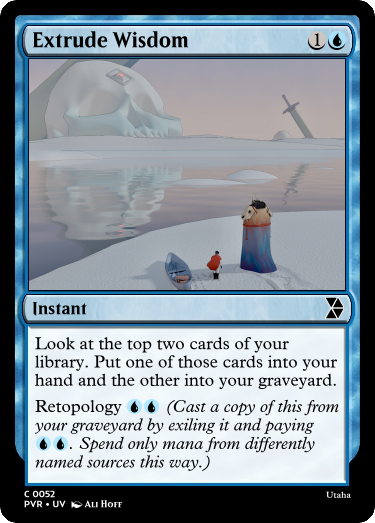 Extrude Wisdom 1
Instant
Look at the top two cards of your
library. Put one of those cards into your
hand and the other into your graveyard.
Retopology (Cast a copy of this from
your graveyard by exiling it and paying
. Spend only mana from differently
named sources this way.)
C 0052
PVR • UV Ali Hoff
Utaha